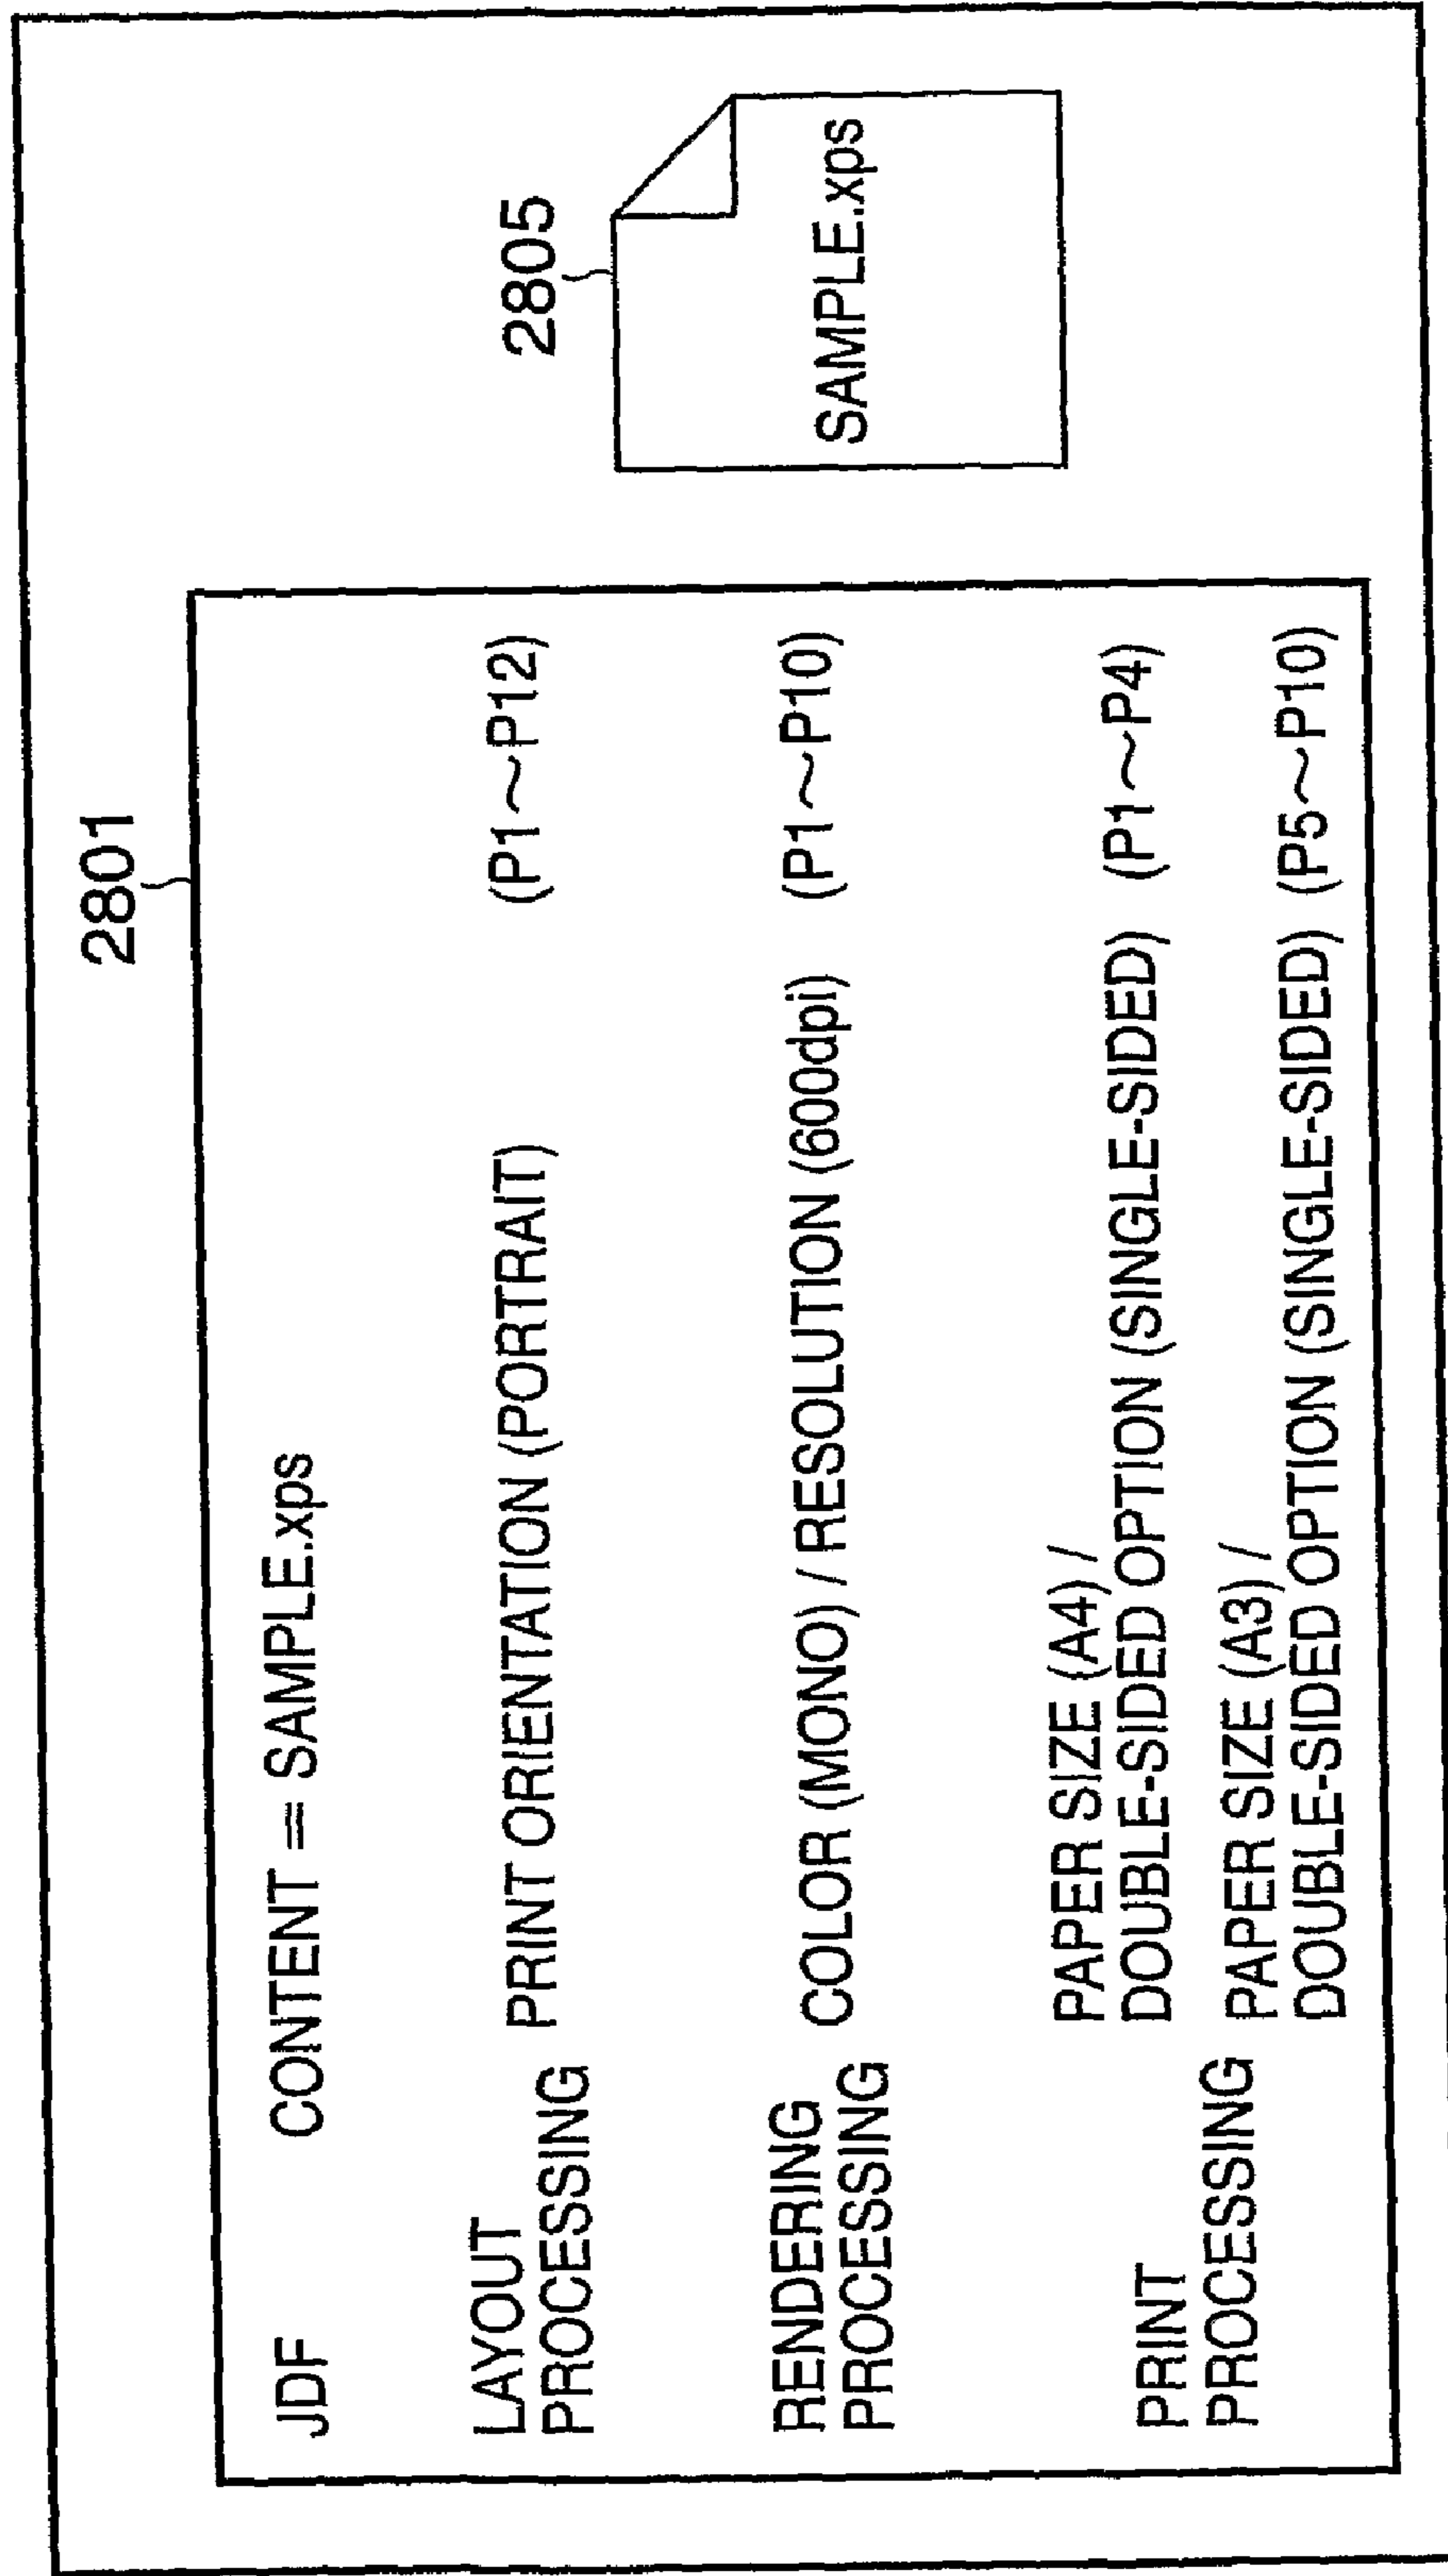 2801
JDF CONTENT = SAMPLE.xps
LAYOUT
PROCESSING
PRINT ORIENTATION (PORTRAIT) (P1～P12)
RENDERING
PROCESSING
COLOR (MONO) / RESOLUTION (600dpi) (P1～P10)
PRINT
PROCESSING
PAPER SIZE (A4) /
DOUBLE-SIDED OPTION (SINGLE-SIDED) (P1～P4)
PAPER SIZE (A3) /
DOUBLE-SIDED OPTION (SINGLE-SIDED) (P5～P10)
2805
SAMPLE.xps